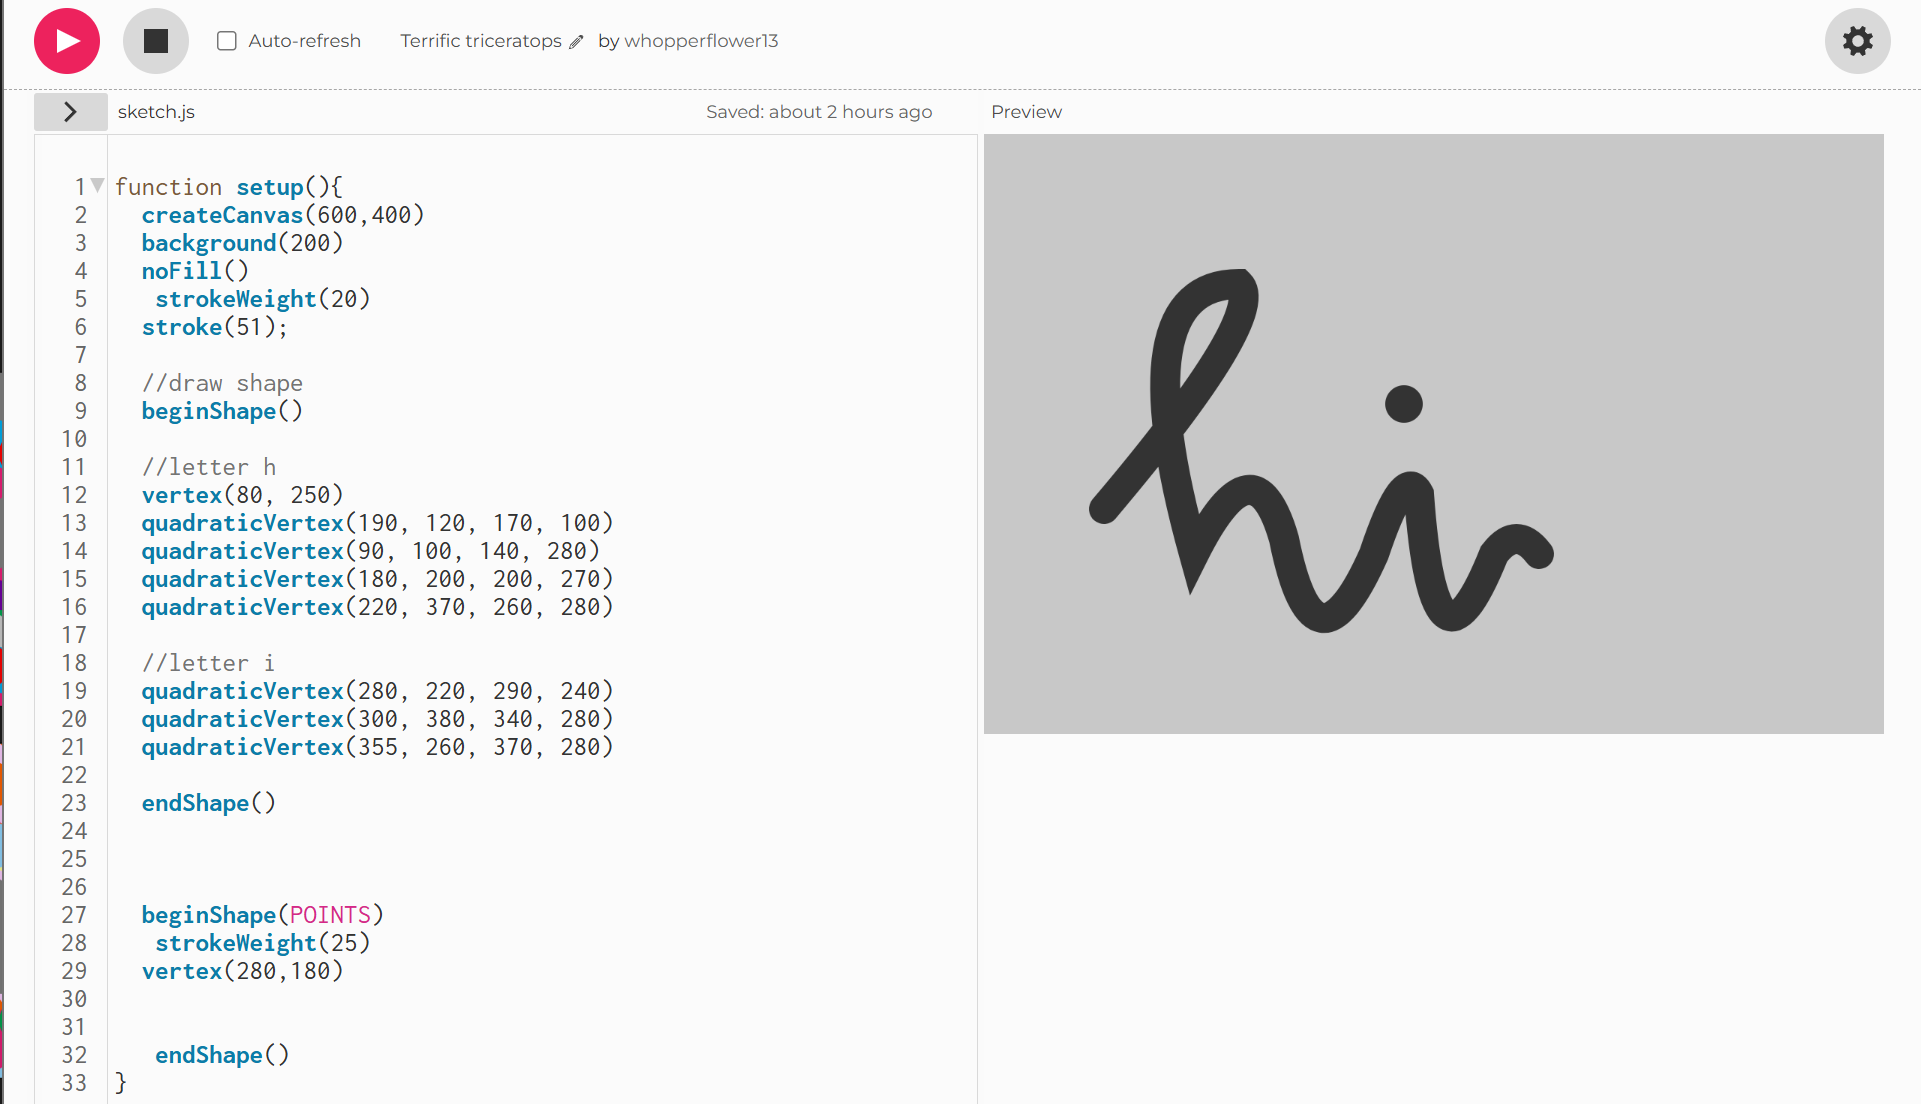 Auto-refresh Terrific triceratops by whopperflower13
sketch.js Saved: about 2 hours ago Preview
1 function setup(){
2 createCanvas(600,400)
3 background(200)
4 noFill()
5 strokeWeight(20)
6 stroke(51);
7
8 //draw shape
9 beginShape()
10
11 //letter h
12 vertex(80, 250)
13 quadraticVertex(190, 120, 170, 100)
14 quadraticVertex(90, 100, 140, 280)
15 quadraticVertex(180, 200, 200, 270)
16 quadraticVertex(220, 370, 260, 280)
17
18 //letter i
19 quadraticVertex(280, 220, 290, 240)
20 quadraticVertex(300, 380, 340, 280)
21 quadraticVertex(355, 260, 370, 280)
22
23 endShape()
24
25
26
27 beginShape(POINTS)
28 strokeWeight(25)
29 vertex(280,180)
30
31
32 endShape()
33 }
hi